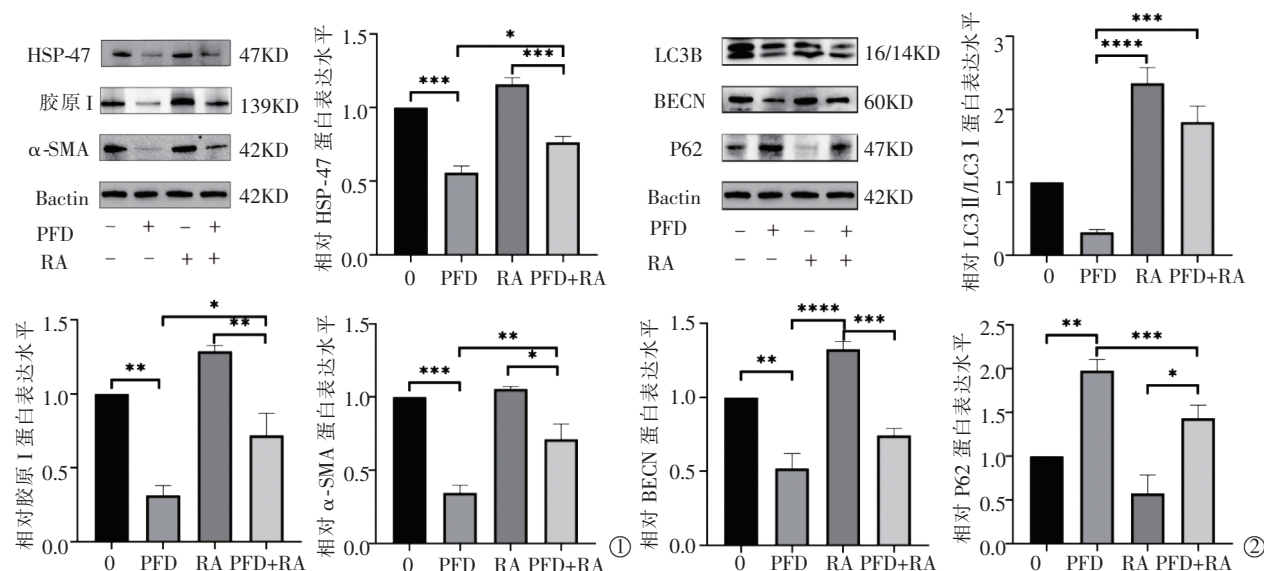 HSP-47 47KD
胶原 I 139KD
α-SMA 42KD
Bactin 42KD
PFD − + − +
RA − − + +
相对 HSP-47 蛋白表达水平
1.5
1.0
0.5
0.0
*
***
***
0 PFD RA PFD+RA
LC3B 16/14KD
BECN 60KD
P62 47KD
Bactin 42KD
PFD − + − +
RA − − + +
相对 LC3Ⅱ/LC3Ⅰ 蛋白表达水平
3
2
1
0
***
****
0 PFD RA PFD+RA
相对胶原 I 蛋白表达水平
1.5
1.0
0.5
0.0
*
**
**
0 PFD RA PFD+RA
相对 α-SMA 蛋白表达水平
1.5
1.0
0.5
0.0
**
*
***
0 PFD RA PFD+RA
①
相对 BECN 蛋白表达水平
1.5
1.0
0.5
0.0
****
***
**
0 PFD RA PFD+RA
相对 P62 蛋白表达水平
2.5
2.0
1.5
1.0
0.5
0.0
**
***
*
0 PFD RA PFD+RA
②